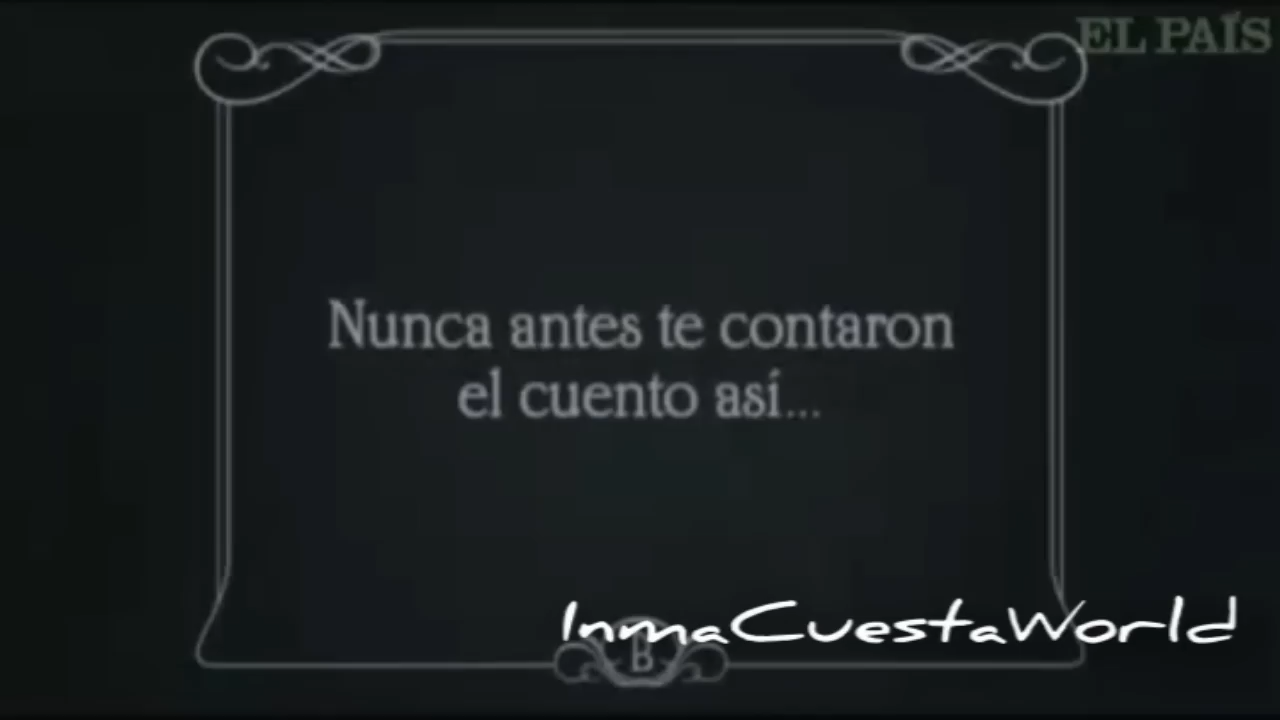 EL PAÍS
Nunca antes te contaron
el cuento así...
InmaCuestaWorld
B